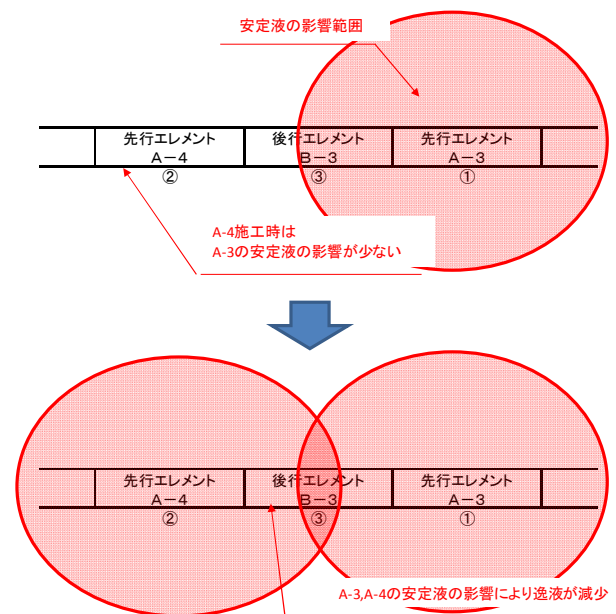 安定液の影響範囲
先行エレメント 後行エレメント 先行エレメント
A－4 B－3 A－3
② ③ ①
A-4施工時は
A-3の安定液の影響が少ない
先行エレメント 後行エレメント 先行エレメント
A－4 B－3 A－3
② ③ ①
A-3,A-4の安定液の影響により逸液が減少